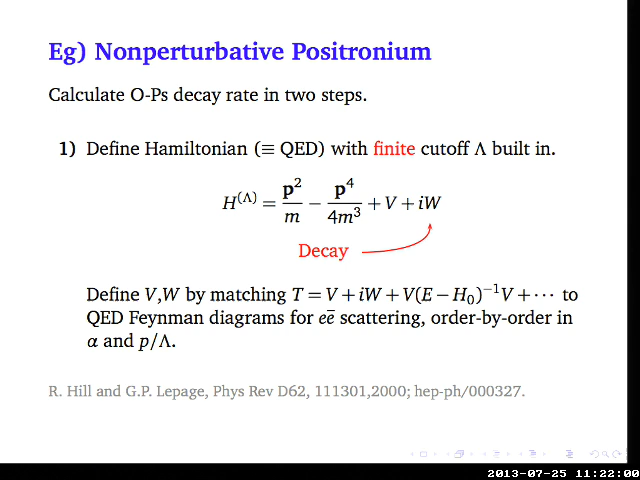 Eg) Nonperturbative Positronium
Calculate O-Ps decay rate in two steps.
1) Define Hamiltonian (≡ QED) with finite cutoff Λ built in.
H^(Λ) = p²/m − p⁴/4m³ + V + iW
Decay
Define V,W by matching T = V + iW + V(E − H₀)⁻¹V + ⋯ to
QED Feynman diagrams for eē scattering, order-by-order in
α and p/Λ.
R. Hill and G.P. Lepage, Phys Rev D62, 111301,2000; hep-ph/000327.
2013-07-25 11:22:00